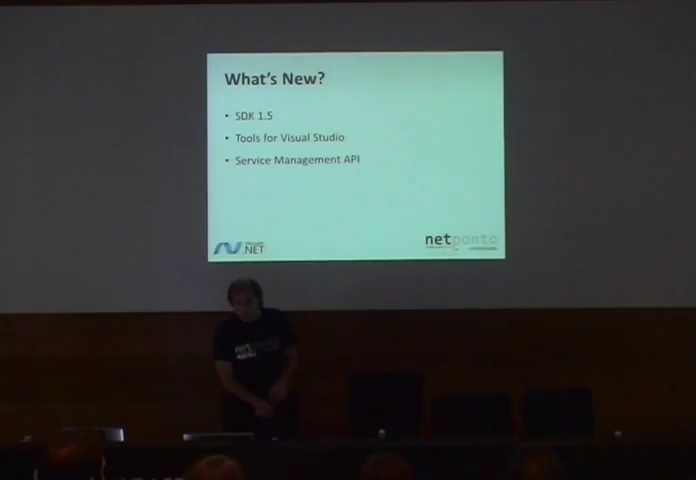 What's New?
• SDK 1.5
• Tools for Visual Studio
• Service Management API
.NET
netponto